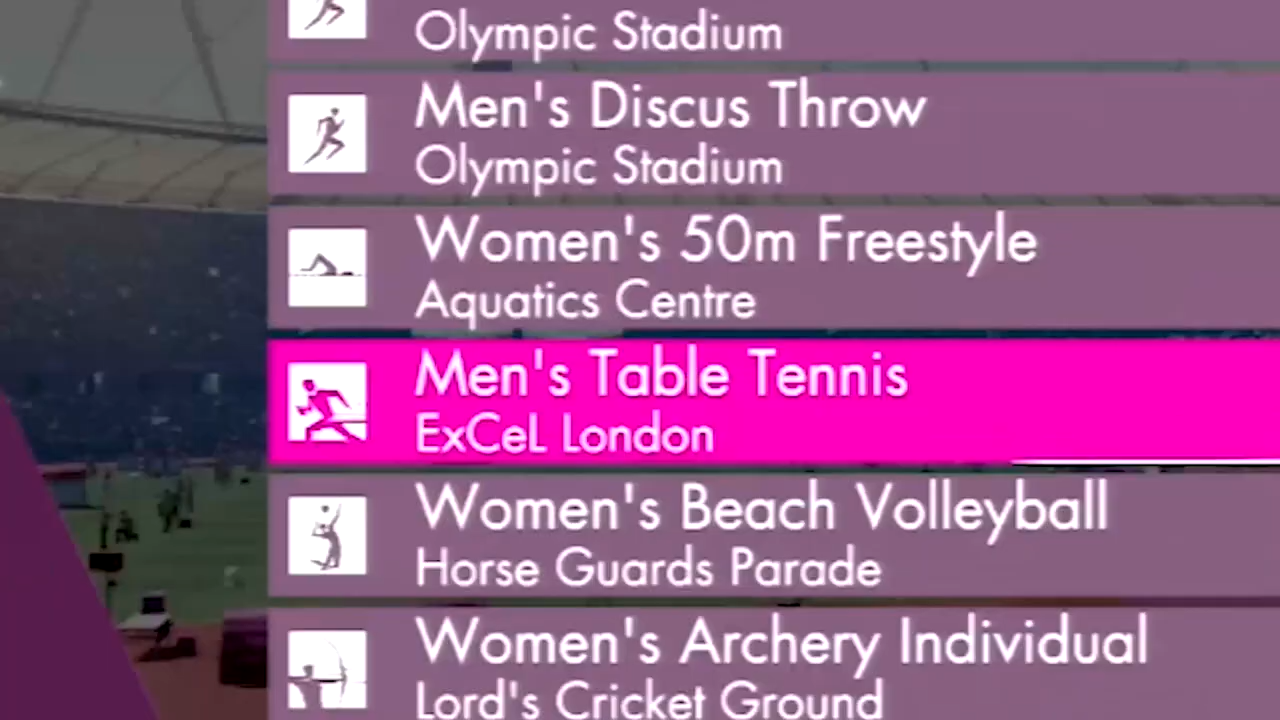 Olympic Stadium
Men's Discus Throw
Olympic Stadium
Women's 50m Freestyle
Aquatics Centre
Men's Table Tennis
ExCeL London
Women's Beach Volleyball
Horse Guards Parade
Women's Archery Individual
Lord's Cricket Ground